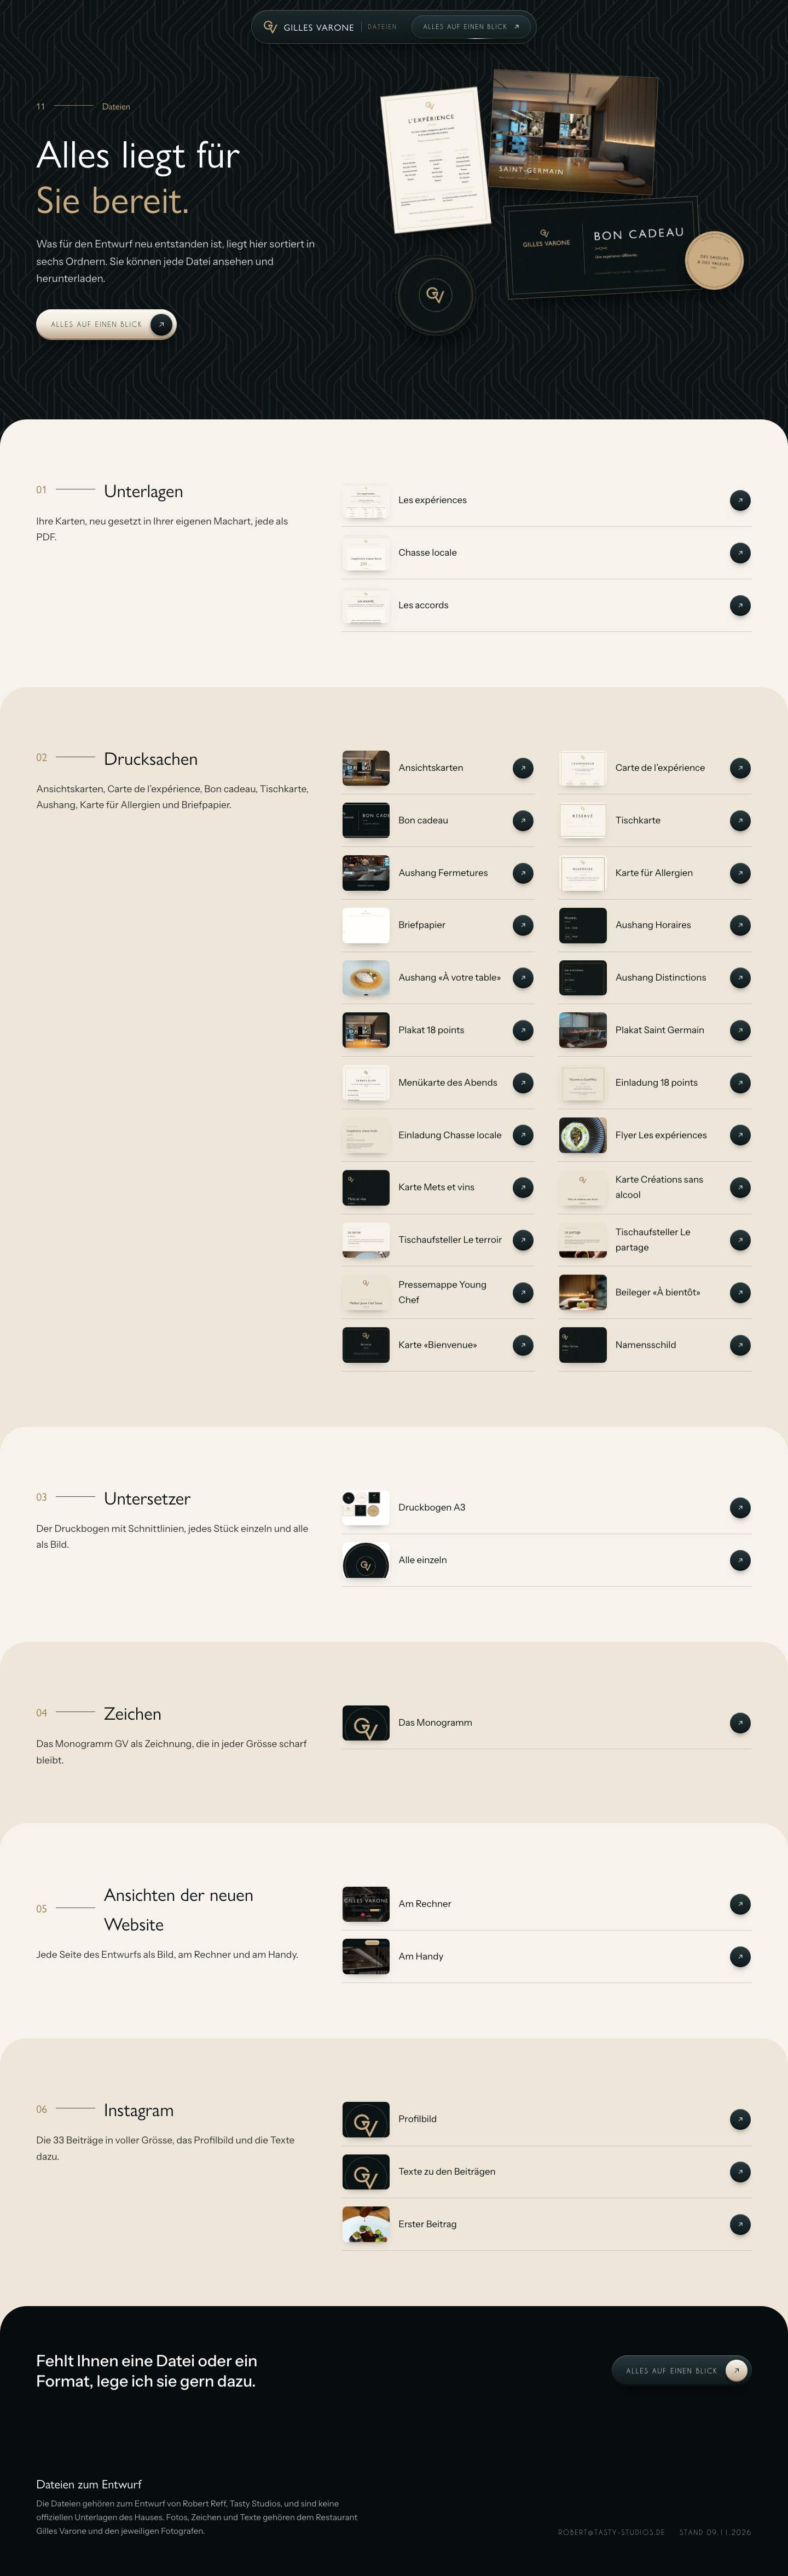 GILLES VARONE
DATEIEN
ALLES AUF EINEN BLICK
11
Dateien
Alles liegt für
Sie bereit.
Was für den Entwurf neu entstanden ist, liegt hier sortiert in
sechs Ordnern. Sie können jede Datei ansehen und
herunterladen.
ALLES AUF EINEN BLICK
L'EXPÉRIENCE
SAINT-GERMAIN
GILLES VARONE
BON CADEAU
Une expérience différente.
DES SAVEURS
& DES VALEURS
GV
01
Unterlagen
Ihre Karten, neu gesetzt in Ihrer eigenen Machart, jede als
PDF.
Les expériences
Chasse locale
Les accords
02
Drucksachen
Ansichtskarten, Carte de l'expérience, Bon cadeau, Tischkarte,
Aushang, Karte für Allergien und Briefpapier.
Ansichtskarten
Carte de l'expérience
Bon cadeau
Tischkarte
Aushang Fermetures
Karte für Allergien
Briefpapier
Aushang Horaires
Aushang «À votre table»
Aushang Distinctions
Plakat 18 points
Plakat Saint Germain
Menükarte des Abends
Einladung 18 points
Einladung Chasse locale
Flyer Les expériences
Karte Mets et vins
Karte Créations sans
alcool
Tischaufsteller Le terroir
Tischaufsteller Le
partage
Pressemappe Young
Chef
Beileger «À bientôt»
Karte «Bienvenue»
Namensschild
03
Untersetzer
Der Druckbogen mit Schnittlinien, jedes Stück einzeln und alle
als Bild.
Druckbogen A3
Alle einzeln
04
Zeichen
Das Monogramm GV als Zeichnung, die in jeder Grösse scharf
bleibt.
Das Monogramm
05
Ansichten der neuen
Website
Jede Seite des Entwurfs als Bild, am Rechner und am Handy.
Am Rechner
Am Handy
06
Instagram
Die 33 Beiträge in voller Grösse, das Profilbild und die Texte
dazu.
Profilbild
Texte zu den Beiträgen
Erster Beitrag
Fehlt Ihnen eine Datei oder ein
Format, lege ich sie gern dazu.
ALLES AUF EINEN BLICK
Dateien zum Entwurf
Die Dateien gehören zum Entwurf von Robert Reff, Tasty Studios, und sind keine
offiziellen Unterlagen des Hauses. Fotos, Zeichen und Texte gehören dem Restaurant
Gilles Varone und den jeweiligen Fotografen.
ROBERT@TASTY-STUDIOS.DE
STAND 09.11.2026